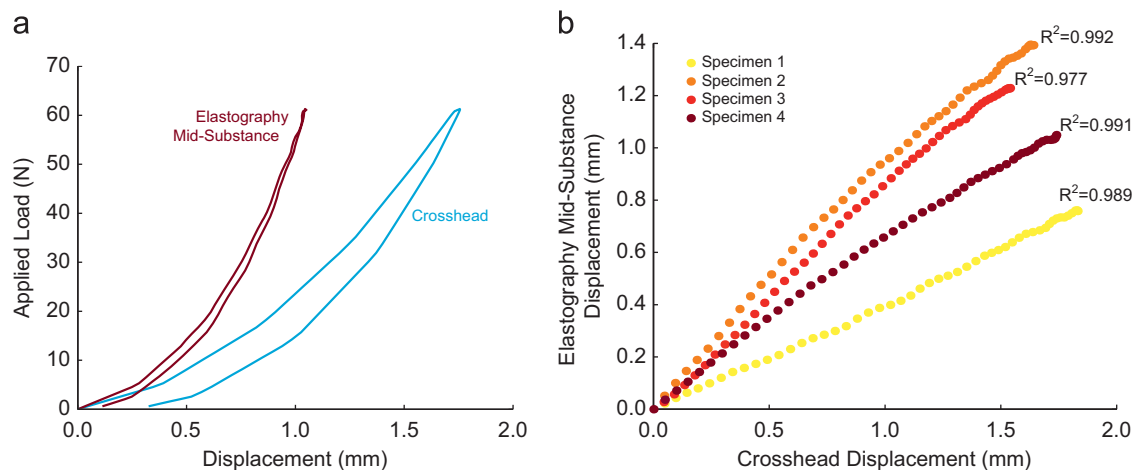 a
Applied Load (N)
70
60
50
40
30
20
10
0
0.0 0.5 1.0 1.5 2.0
Displacement (mm)
Elastography
Mid-Substance
Crosshead
b
Elastography Mid-Substance
Displacement (mm)
1.4
1.2
1.0
0.8
0.6
0.4
0.2
0.0
0.0 0.5 1.0 1.5 2.0
Crosshead Displacement (mm)
Specimen 1
Specimen 2
Specimen 3
Specimen 4
R²=0.992
R²=0.977
R²=0.991
R²=0.989